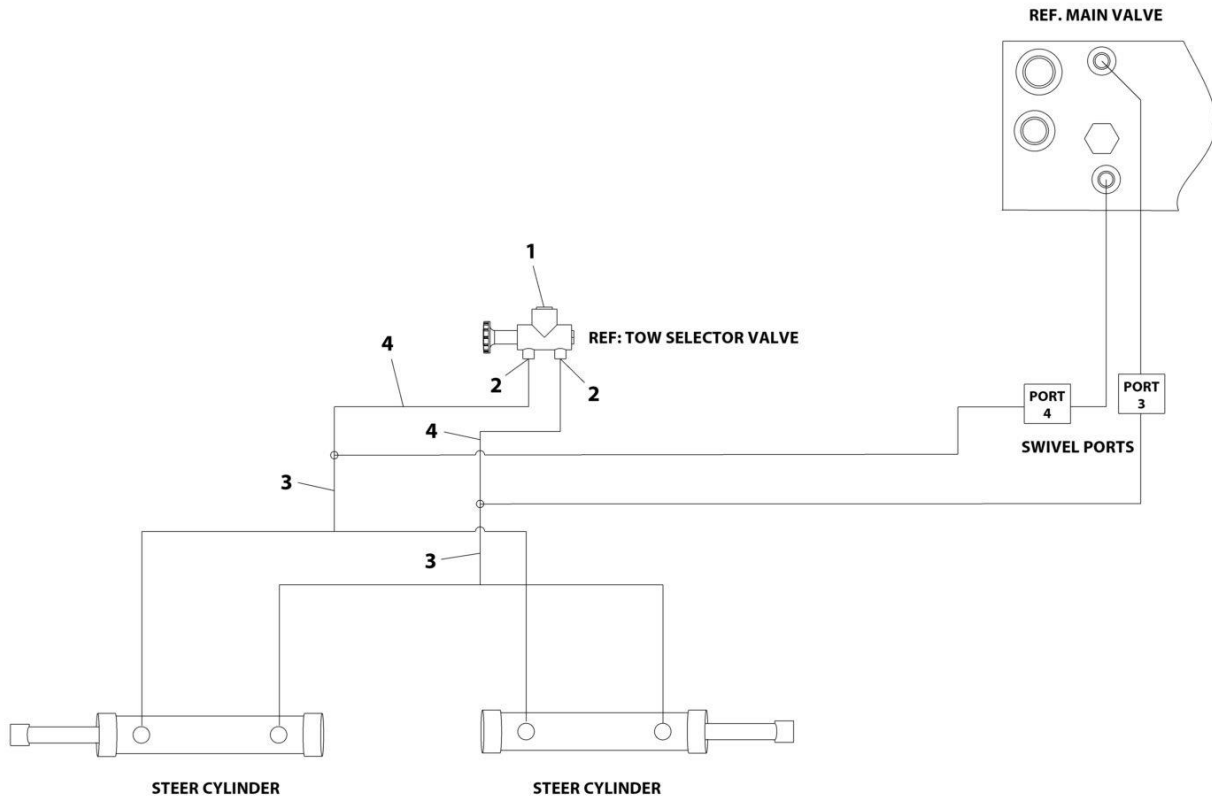 REF. MAIN VALVE
1
REF: TOW SELECTOR VALVE
4
2
2
PORT
3
PORT
4
4
SWIVEL PORTS
3
3
STEER CYLINDER
STEER CYLINDER